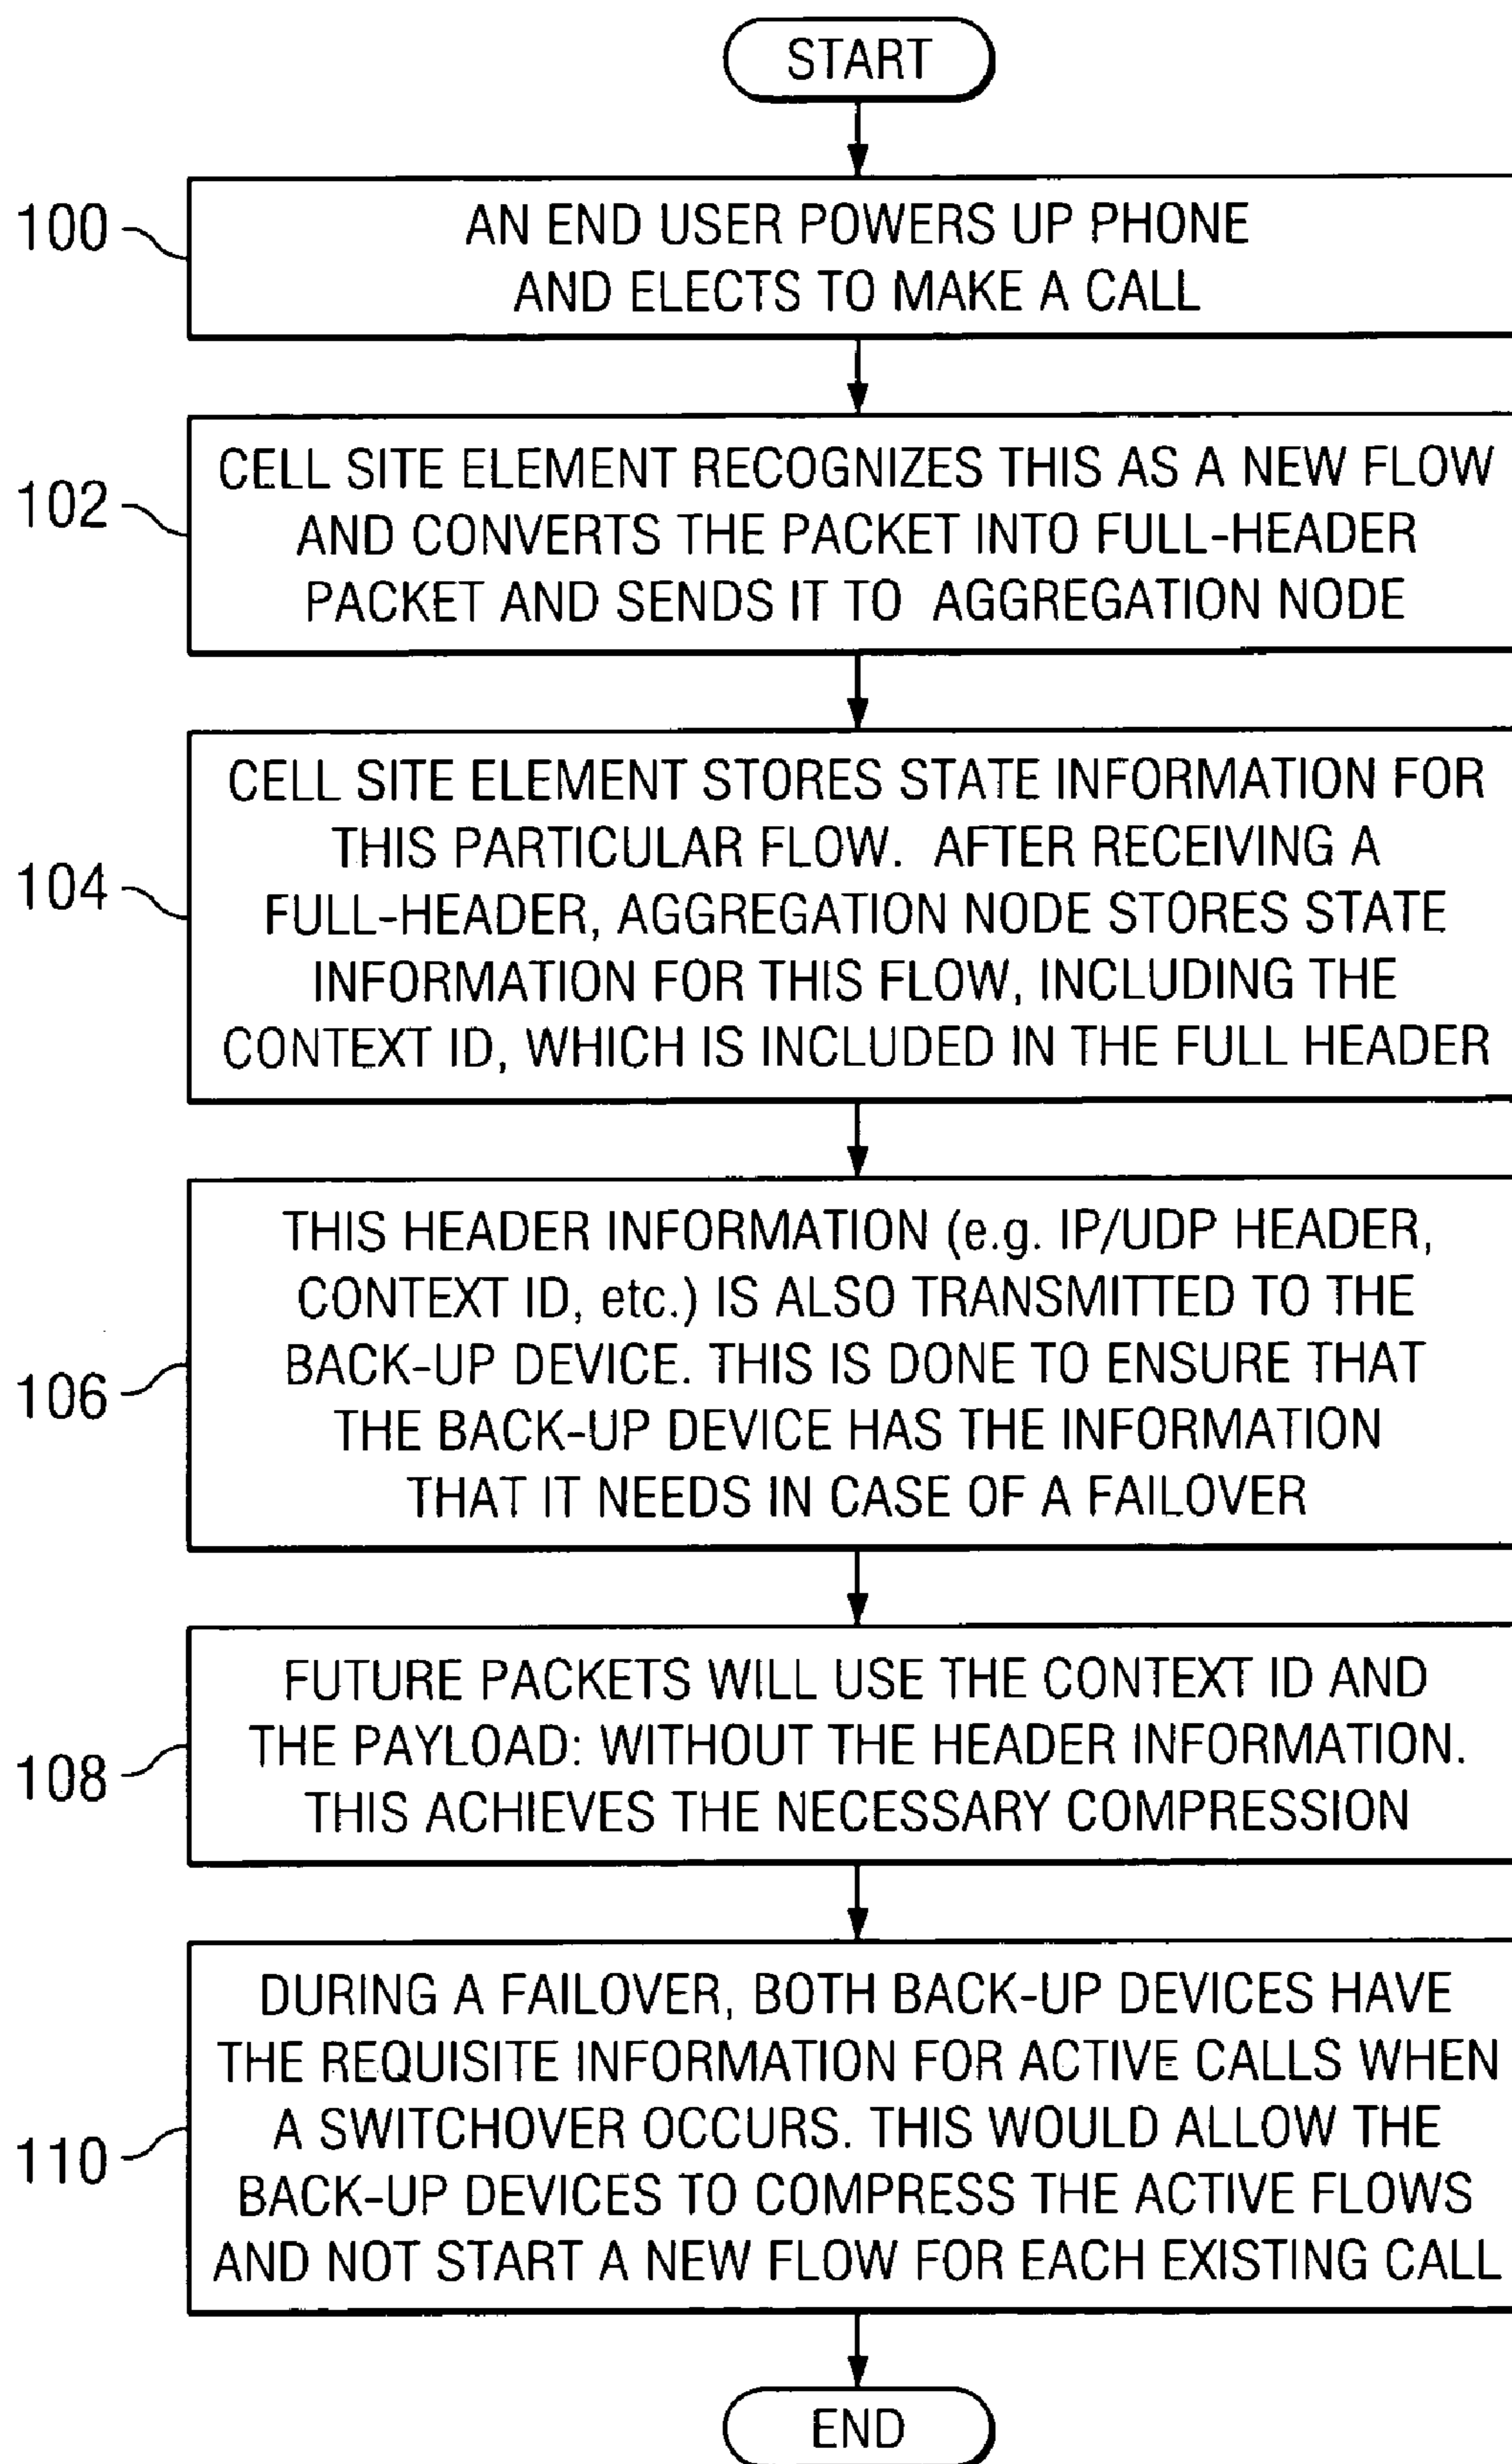 START
100
AN END USER POWERS UP PHONE
AND ELECTS TO MAKE A CALL
102
CELL SITE ELEMENT RECOGNIZES THIS AS A NEW FLOW
AND CONVERTS THE PACKET INTO FULL-HEADER
PACKET AND SENDS IT TO AGGREGATION NODE
104
CELL SITE ELEMENT STORES STATE INFORMATION FOR
THIS PARTICULAR FLOW. AFTER RECEIVING A
FULL-HEADER, AGGREGATION NODE STORES STATE
INFORMATION FOR THIS FLOW, INCLUDING THE
CONTEXT ID, WHICH IS INCLUDED IN THE FULL HEADER
106
THIS HEADER INFORMATION (e.g. IP/UDP HEADER,
CONTEXT ID, etc.) IS ALSO TRANSMITTED TO THE
BACK-UP DEVICE. THIS IS DONE TO ENSURE THAT
THE BACK-UP DEVICE HAS THE INFORMATION
THAT IT NEEDS IN CASE OF A FAILOVER
108
FUTURE PACKETS WILL USE THE CONTEXT ID AND
THE PAYLOAD: WITHOUT THE HEADER INFORMATION.
THIS ACHIEVES THE NECESSARY COMPRESSION
110
DURING A FAILOVER, BOTH BACK-UP DEVICES HAVE
THE REQUISITE INFORMATION FOR ACTIVE CALLS WHEN
A SWITCHOVER OCCURS. THIS WOULD ALLOW THE
BACK-UP DEVICES TO COMPRESS THE ACTIVE FLOWS
AND NOT START A NEW FLOW FOR EACH EXISTING CALL
END